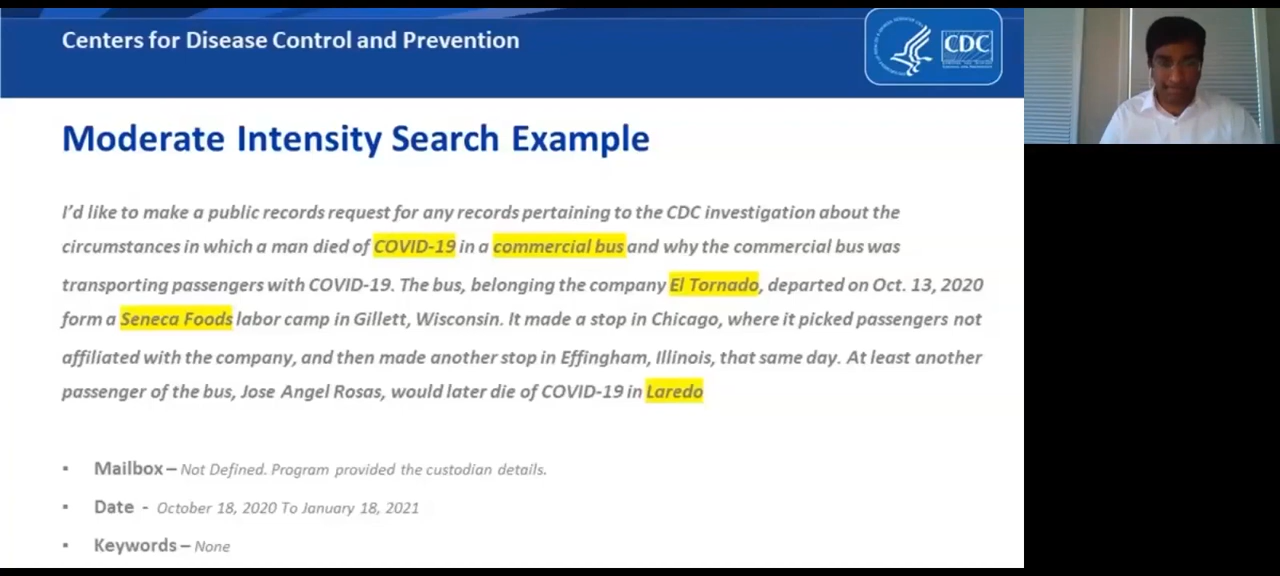 Centers for Disease Control and Prevention
CDC
Moderate Intensity Search Example
I'd like to make a public records request for any records pertaining to the CDC investigation about the
circumstances in which a man died of COVID-19 in a commercial bus and why the commercial bus was
transporting passengers with COVID-19. The bus, belonging the company El Tornado, departed on Oct. 13, 2020
form a Seneca Foods labor camp in Gillett, Wisconsin. It made a stop in Chicago, where it picked passengers not
affiliated with the company, and then made another stop in Effingham, Illinois, that same day. At least another
passenger of the bus, Jose Angel Rosas, would later die of COVID-19 in Laredo
▪ Mailbox – Not Defined. Program provided the custodian details.
▪ Date - October 18, 2020 To January 18, 2021
▪ Keywords – None